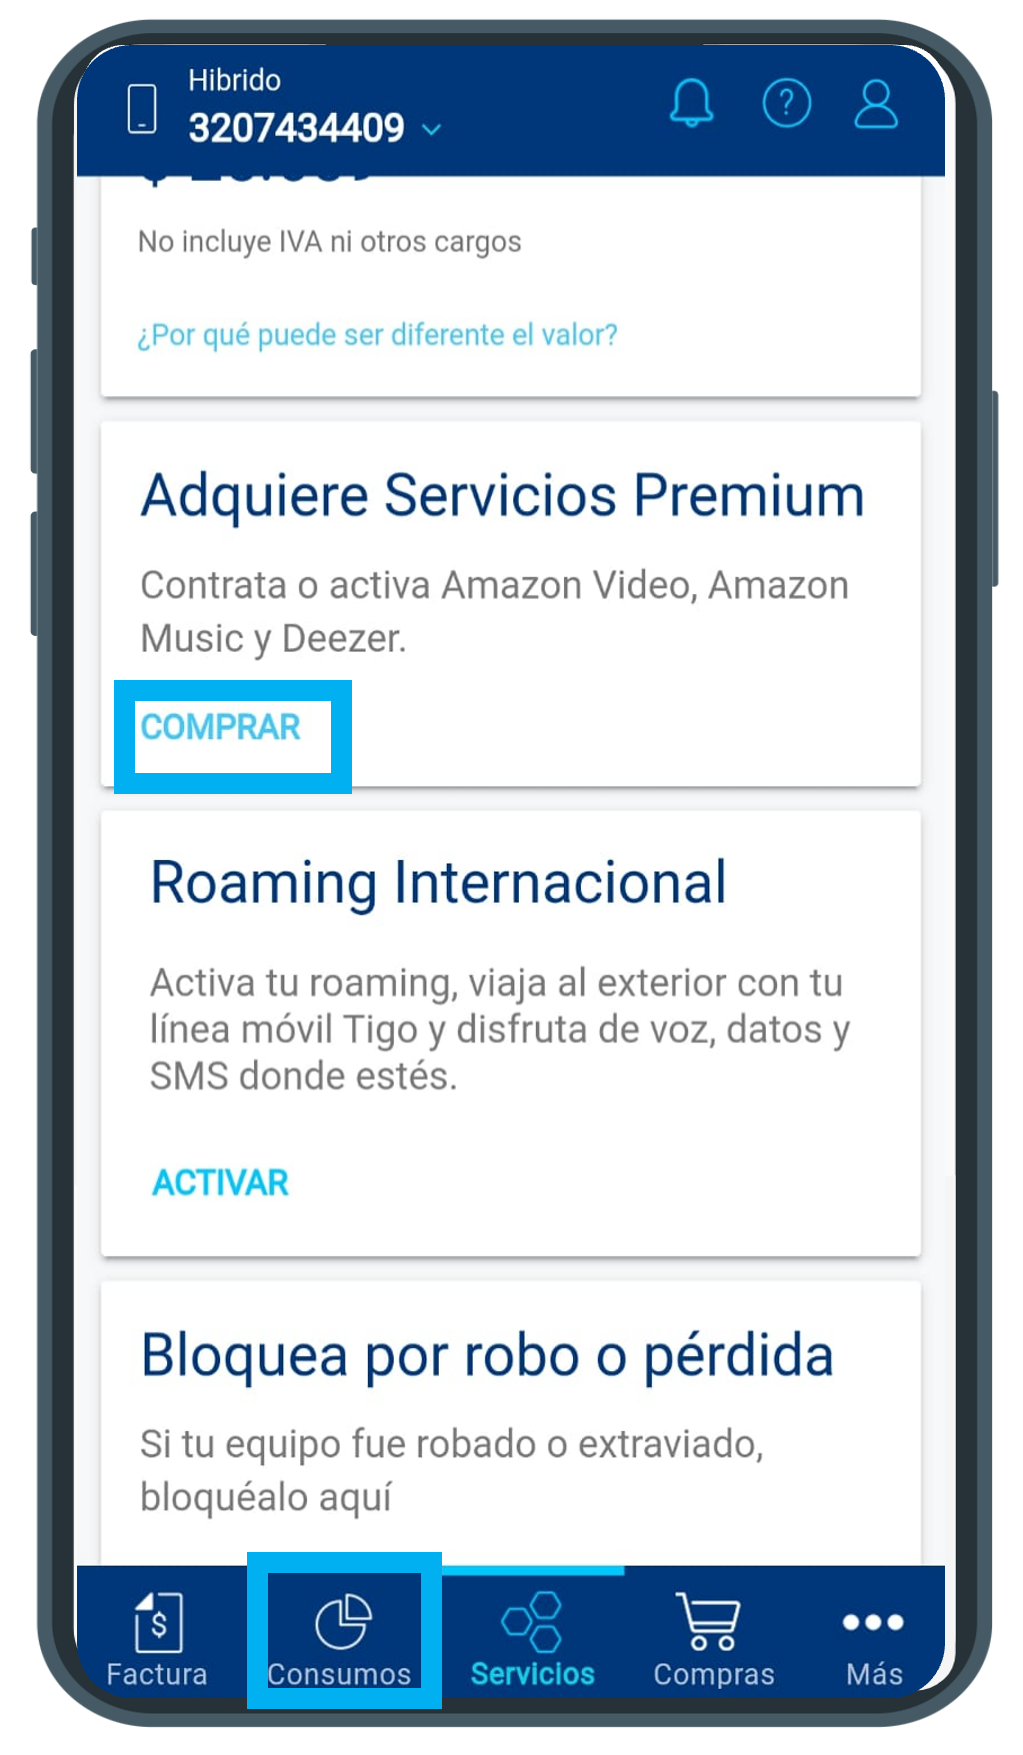 Hibrido
3207434409
No incluye IVA ni otros cargos
¿Por qué puede ser diferente el valor?
Adquiere Servicios Premium
Contrata o activa Amazon Video, Amazon
Music y Deezer.
COMPRAR
Roaming Internacional
Activa tu roaming, viaja al exterior con tu
línea móvil Tigo y disfruta de voz, datos y
SMS donde estés.
ACTIVAR
Bloquea por robo o pérdida
Si tu equipo fue robado o extraviado,
bloquéalo aquí
Factura Consumos Servicios Compras Más